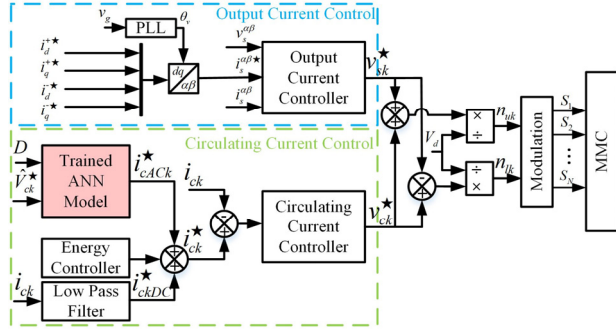 Output Current Control
v_g
PLL
θ_v
i_d^{+★}
i_q^{+★}
i_d^{-★}
i_q^{-★}
dq
αβ
v_s^{αβ}
i_s^{αβ★}
i_s^{αβ}
Output
Current
Controller
v_{sk}^★
Circulating Current Control
D
V̂_{ck}^★
Trained
ANN
Model
i_{cACk}^★
i_{ck}
Energy
Controller
i_{ck}
Low Pass
Filter
i_{ckDC}^★
i_{ck}^★
Circulating
Current
Controller
v_{ck}^★
V_d
×
÷
÷
×
n_{uk}
n_{lk}
Modulation
S_1
S_2
S_N
MMC